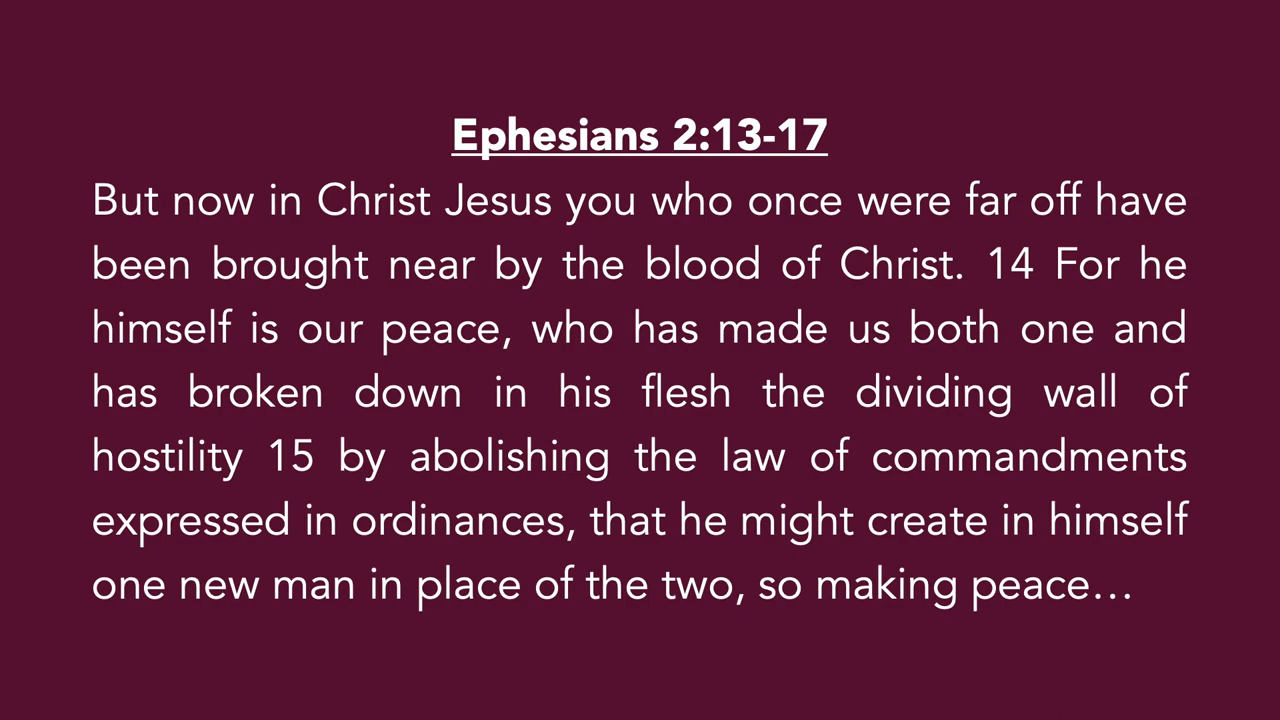 Ephesians 2:13-17
But now in Christ Jesus you who once were far off have
been brought near by the blood of Christ. 14 For he
himself is our peace, who has made us both one and
has broken down in his flesh the dividing wall of
hostility 15 by abolishing the law of commandments
expressed in ordinances, that he might create in himself
one new man in place of the two, so making peace…